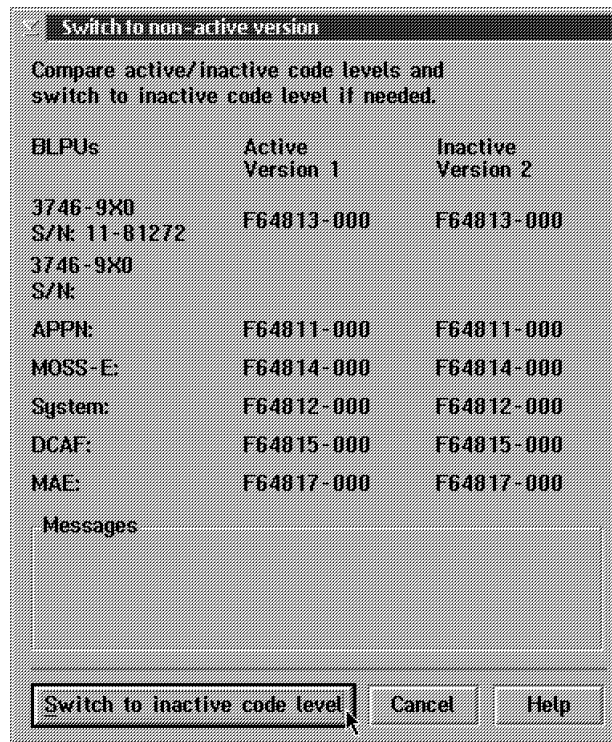 Switch to non-active version
Compare active/inactive code levels and
switch to inactive code level if needed.
BLPUs Active Inactive
Version 1 Version 2
3746-9X0
S/N: 11-81272 F64813-000 F64813-000
3746-9X0
S/N:
APPN: F64811-000 F64811-000
MOSS-E: F64814-000 F64814-000
System: F64812-000 F64812-000
DCAF: F64815-000 F64815-000
MAE: F64817-000 F64817-000
Messages
Switch to inactive code level Cancel Help